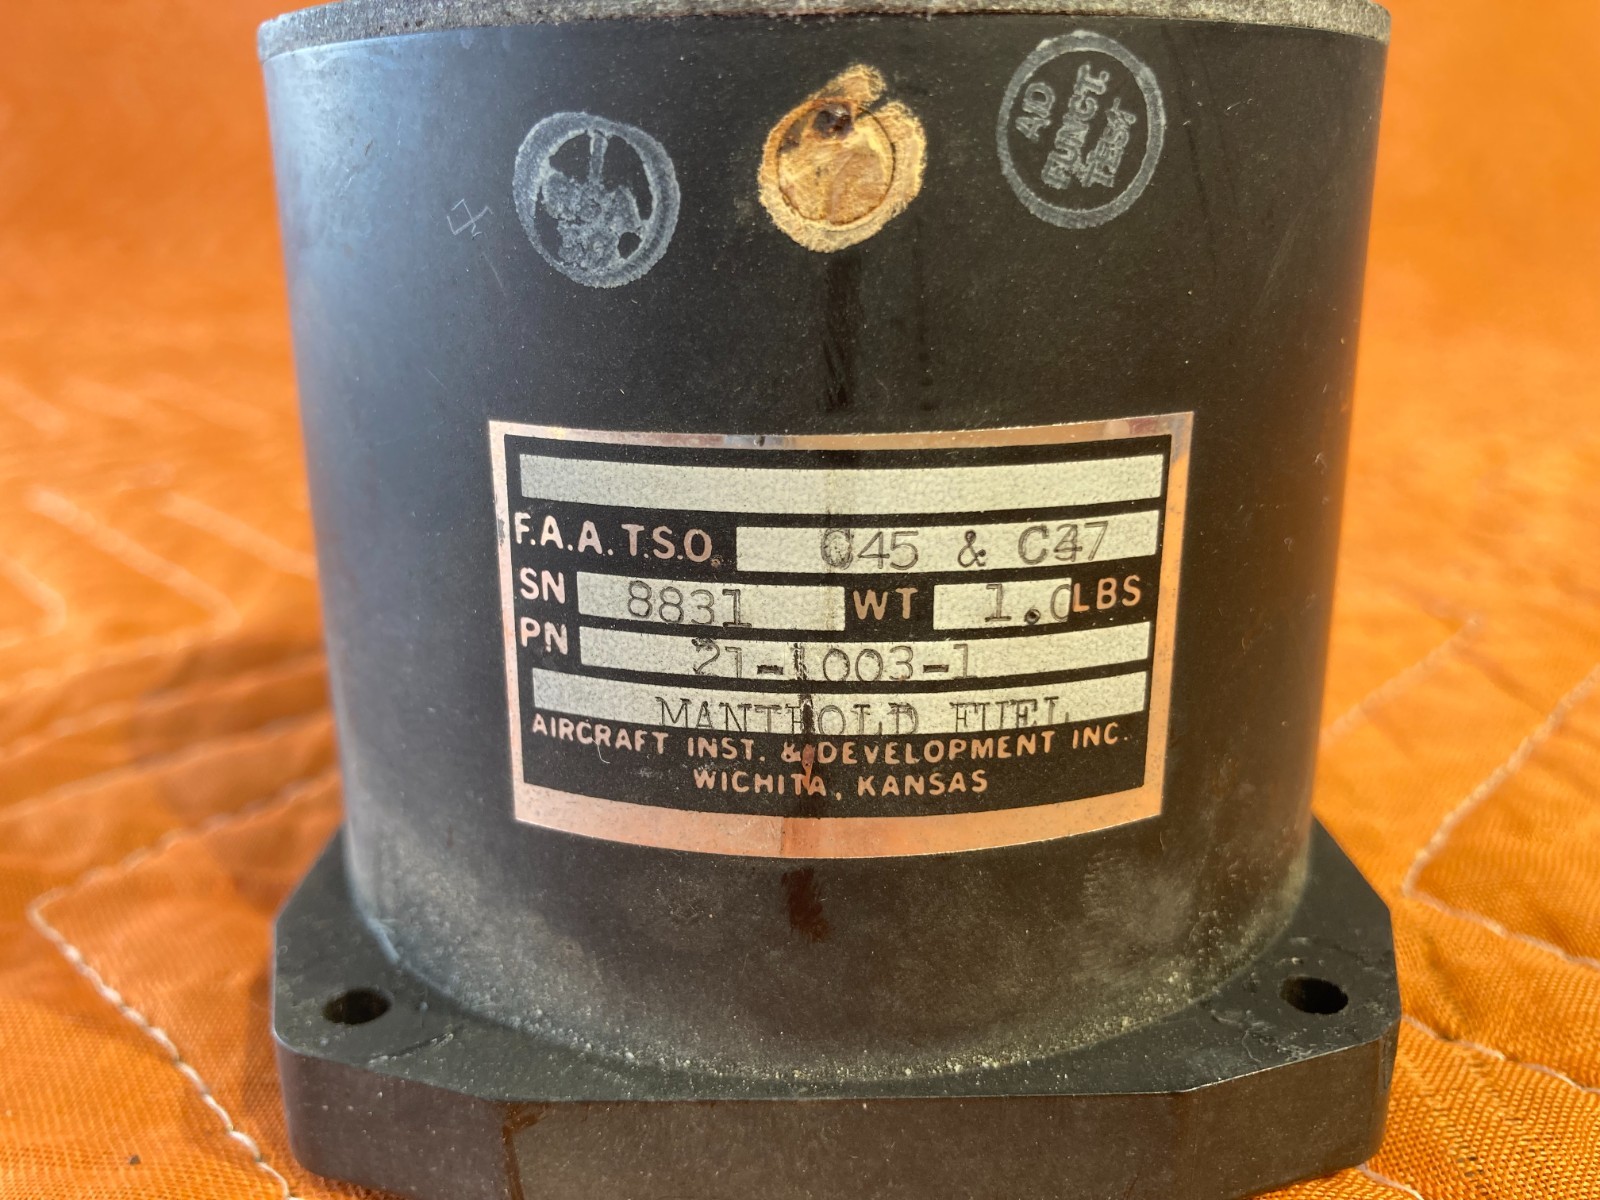 AID
FUNCT.
TEST
F.A.A. T.S.O. C45 & C47
SN 8831 WT 1.0 LBS
PN 21-1003-1
MANIFOLD FUEL
AIRCRAFT INST. & DEVELOPMENT INC.
WICHITA, KANSAS